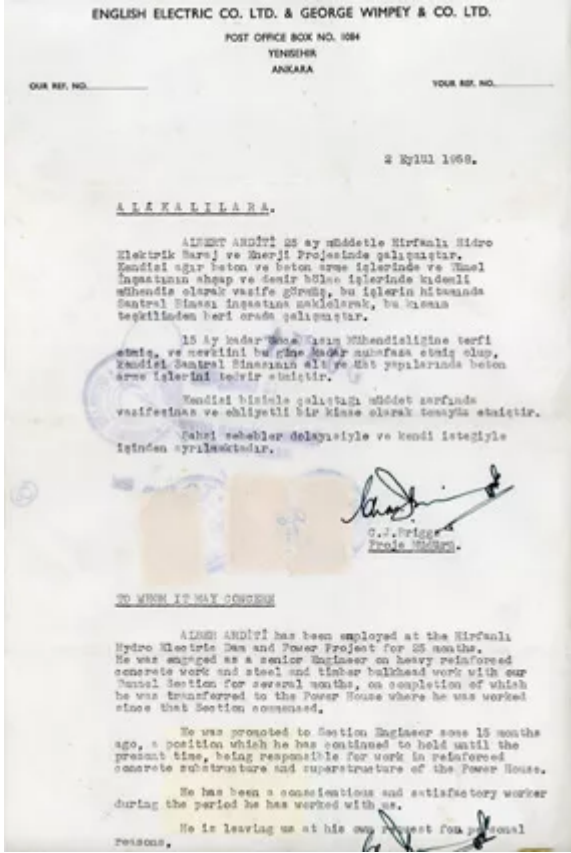 ENGLISH ELECTRIC CO. LTD. & GEORGE WIMPEY & CO. LTD.
POST OFFICE BOX NO. 1084
YENISEHIR
ANKARA
OUR REF. NO.
YOUR REF. NO.
2 Eylül 1958.
ALÂKALILARA.
ALBERT ARDİTİ 25 ay müddetle Hirfanlı Hidro
Elektrik Baraj ve Enerji Projesinde çalışmıştır.
Kendisi ağır beton ve beton arme işlerinde ve Tünel
İnşaatının ahşap ve demir bölme işlerinde kıdemli
mühendis olarak vazife görmüş, bu işlerin hitamında
Santral Binası inşaatına naklolarak, bu kısmın
teşkilinden beri orada çalışmıştır.
15 Ay kadar önce Kısım Mühendisligine terfi
etmiş, ve mevkiini bu güne kadar muhafaza etmiş olup,
kendisi Santral Binasının alt ve üst yapılarında beton
arme işlerini tedvir etmiştir.
Kendisi bizimle çalıştığı müddet zarfında
vazifeşinas ve ehliyetli bir kimse olarak temayüz etmiştir.
Şahsi sebebler dolayısiyle ve kendi isteğiyle
işinden ayrılmaktadır.
C.J.Briggs
Proje
TO WHOM IT MAY CONCERN
ALBER ARDİTİ has been employed at the Hirfanlı
Hydro Electric Dam and Power Project for 25 months.
He was engaged as a senior Engineer on heavy reinforced
concrete work and steel and timber bulkhead work with our
Tunnel Section for several months, on completion of which
he was transferred to the Power House where he was worked
since that Section commenced.
He was promoted to Section Engineer some 15 months
ago, a position which he has continued to hold until the
present time, being responsible for work in reinforced
concrete substructure and superstructure of the Power House.
He has been a conscientious and satisfactory worker
during the period he has worked with us.
He is leaving us at his own request for personal
reasons.